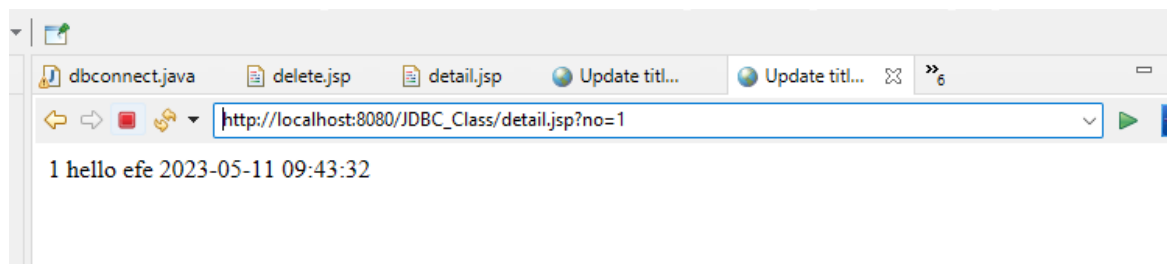 dbconnect.java delete.jsp detail.jsp Update titl... Update titl... »6
http://localhost:8080/JDBC_Class/detail.jsp?no=1
1 hello efe 2023-05-11 09:43:32